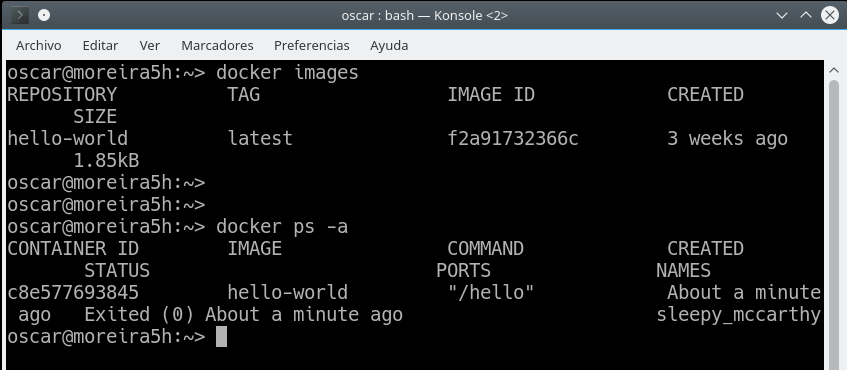 oscar : bash — Konsole <2>
Archivo Editar Ver Marcadores Preferencias Ayuda
oscar@moreira5h:~> docker images
REPOSITORY TAG IMAGE ID CREATED
SIZE
hello-world latest f2a91732366c 3 weeks ago
1.85kB
oscar@moreira5h:~>
oscar@moreira5h:~>
oscar@moreira5h:~> docker ps -a
CONTAINER ID IMAGE COMMAND CREATED
STATUS PORTS NAMES
c8e577693845 hello-world "/hello" About a minute
ago Exited (0) About a minute ago sleepy_mccarthy
oscar@moreira5h:~>